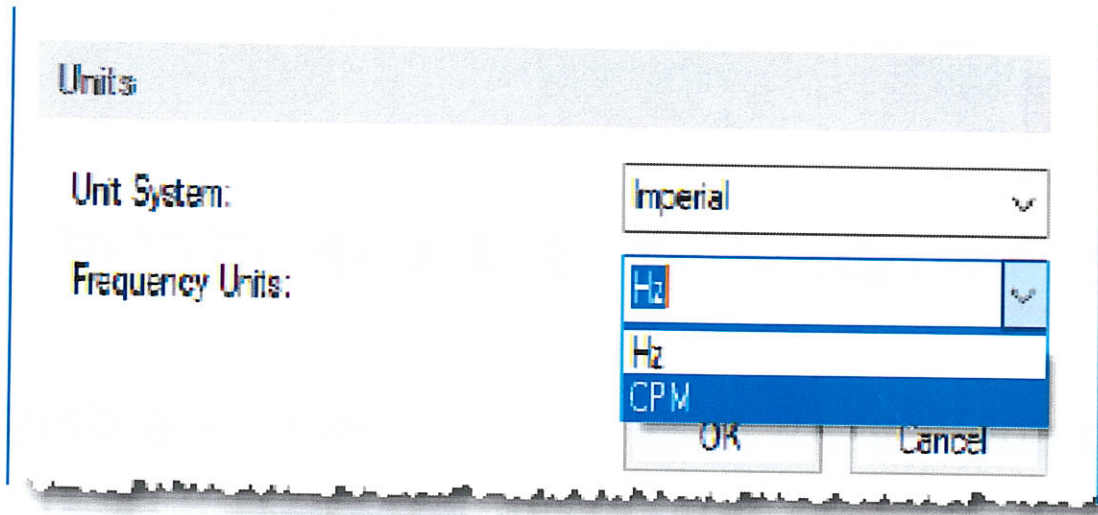 Units
Unit System:
Imperial
Frequency Units:
Hz
Hz
CPM
OK
Cancel